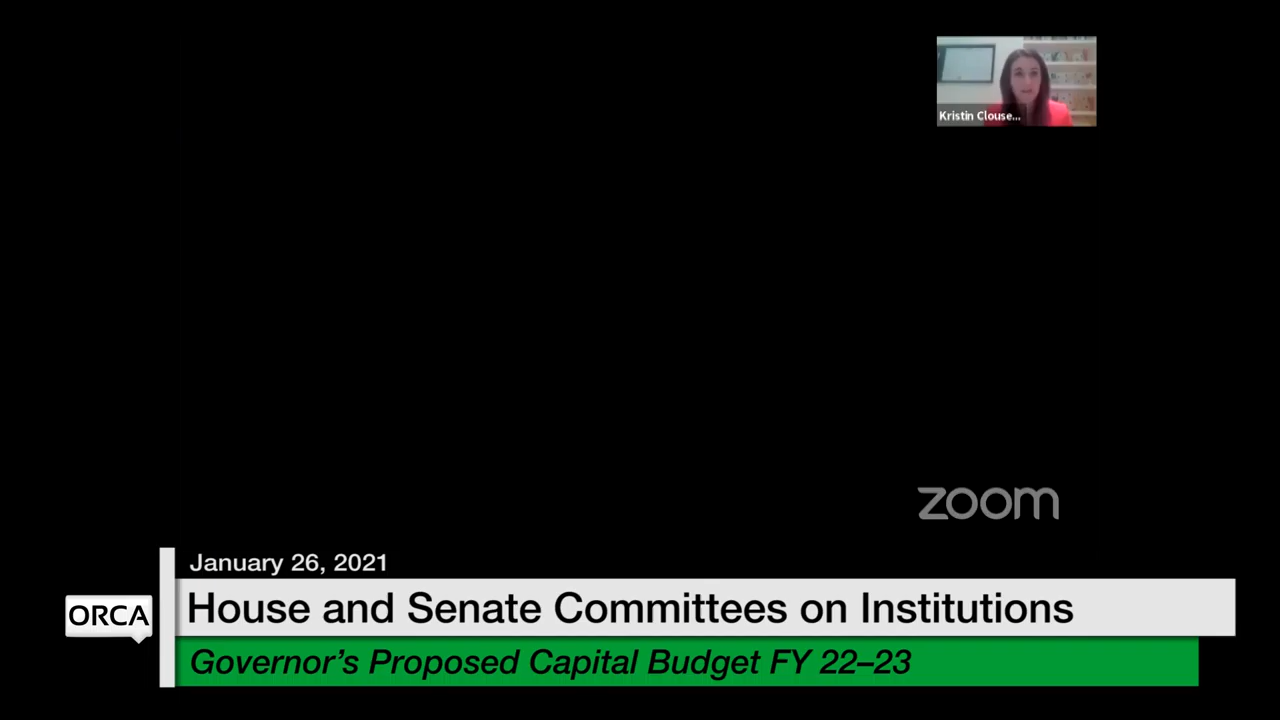 Kristin Clouse...
zoom
January 26, 2021
House and Senate Committees on Institutions
ORCA
Governor’s Proposed Capital Budget FY 22–23